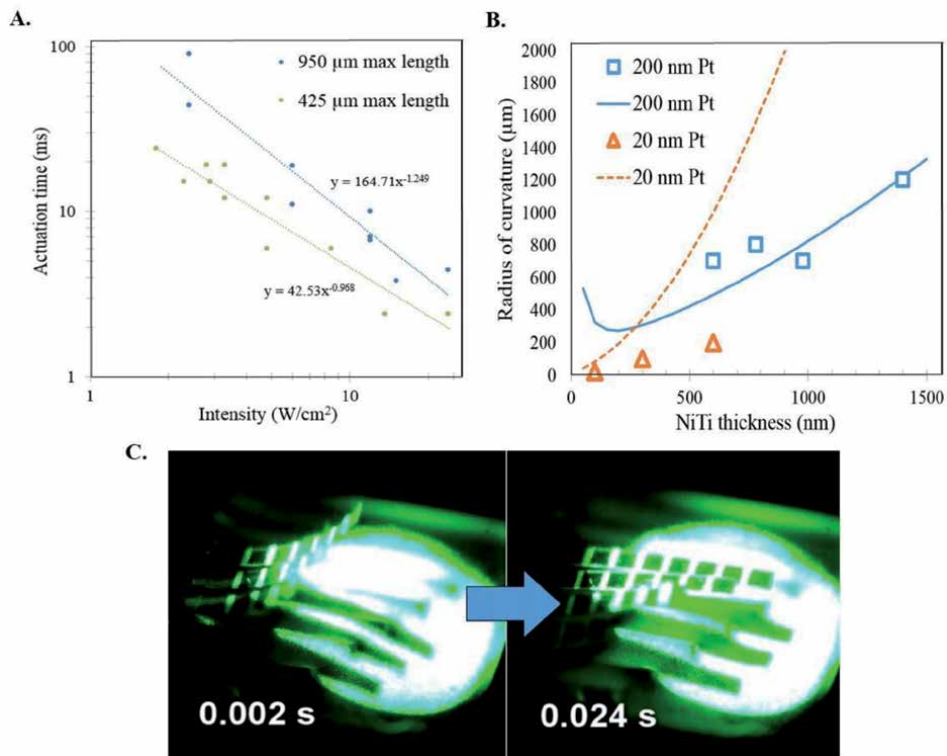 A.
100
10
1
1
10
Actuation time (ms)
Intensity (W/cm²)
950 µm max length
425 µm max length
y = 164.71x^-1.249
y = 42.53x^-0.968
B.
2000
1800
1600
1400
1200
1000
800
600
400
200
0
0
500
1000
1500
Radius of curvature (µm)
NiTi thickness (nm)
200 nm Pt
200 nm Pt
20 nm Pt
20 nm Pt
C.
0.002 s
0.024 s